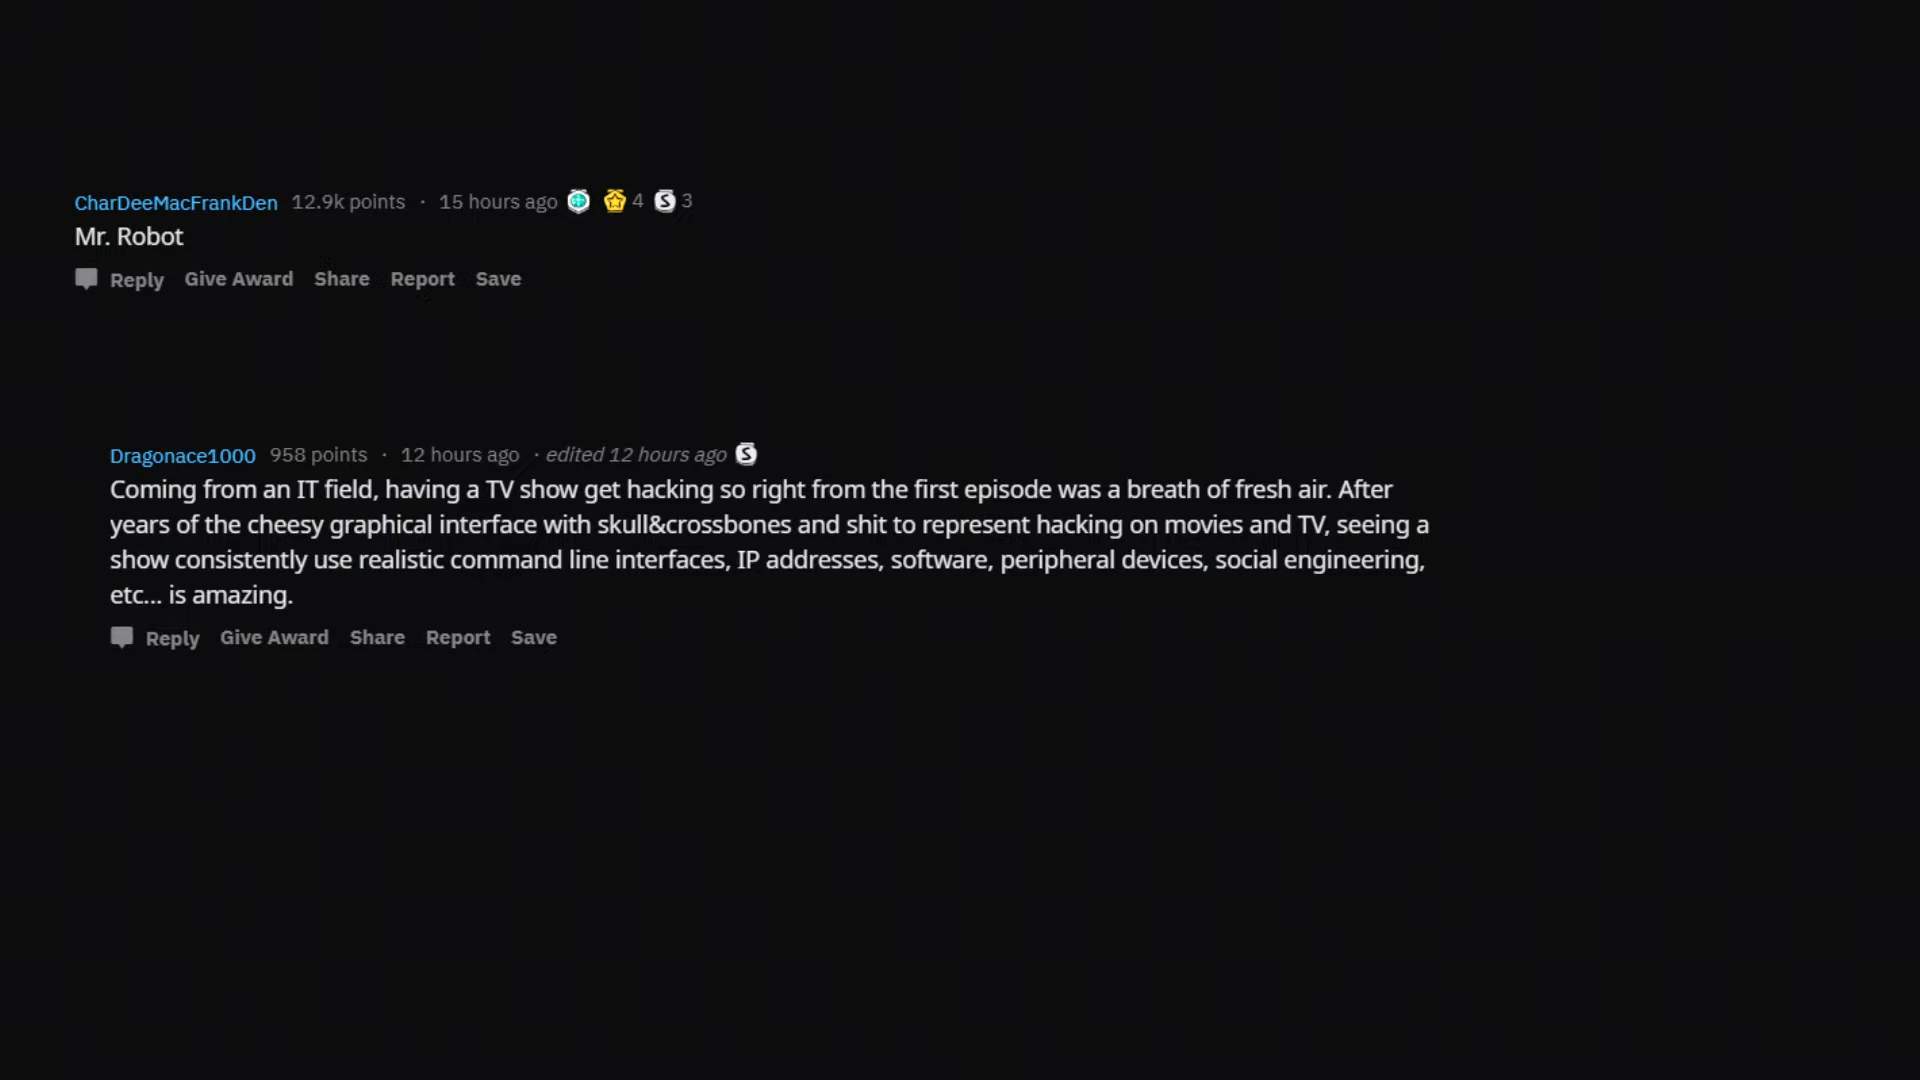 CharDeeMacFrankDen 12.9k points · 15 hours ago 4 S 3
Mr. Robot
Reply Give Award Share Report Save
Dragonace1000 958 points · 12 hours ago · edited 12 hours ago S
Coming from an IT field, having a TV show get hacking so right from the first episode was a breath of fresh air. After
years of the cheesy graphical interface with skull&crossbones and shit to represent hacking on movies and TV, seeing a
show consistently use realistic command line interfaces, IP addresses, software, peripheral devices, social engineering,
etc... is amazing.
Reply Give Award Share Report Save